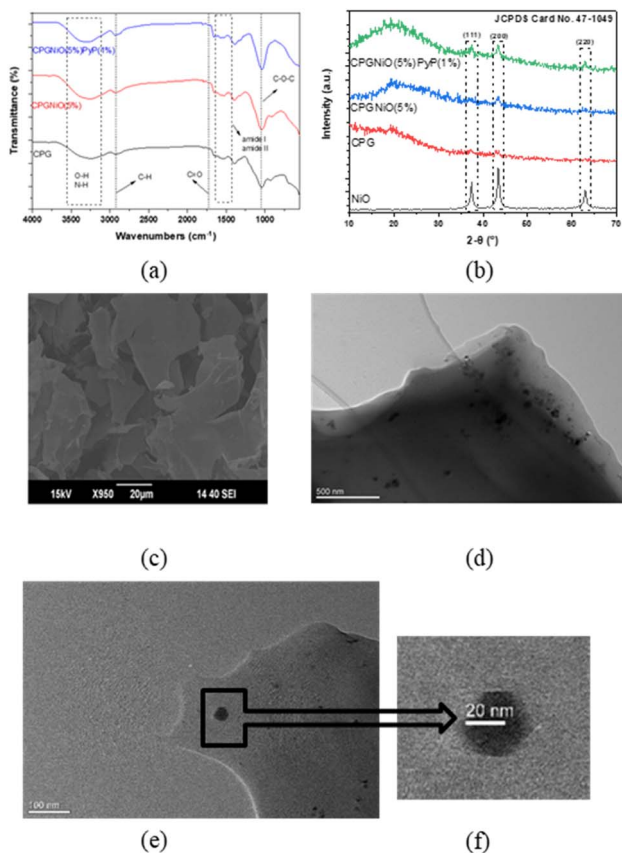 CPGNiO(5%)PyP(1%)
CPGNiO(5%)
CPG
C-O-C
amide I
amide II
O-H
N-H
C-H
C=O
Transmittance (%)
4000 3500 3000 2500 2000 1500 1000
Wavenumbers (cm-1)
(a)
JCPDS Card No. 47-1049
(111) (200) (220)
CPGNiO(5%)PyP(1%)
CPGNiO(5%)
CPG
NiO
Intensity (a.u.)
10 20 30 40 50 60 70
2-θ (°)
(b)
15kV X950 20µm 14 40 SEI
(c)
500 nm
(d)
100 nm
(e)
20 nm
(f)